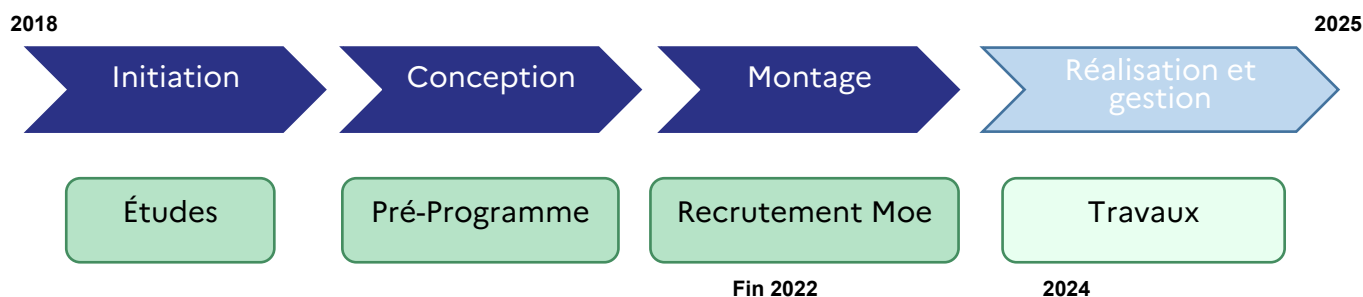 2018
2025
Initiation
Conception
Montage
Réalisation et
gestion
Études
Pré-Programme
Recrutement Moe
Travaux
Fin 2022
2024